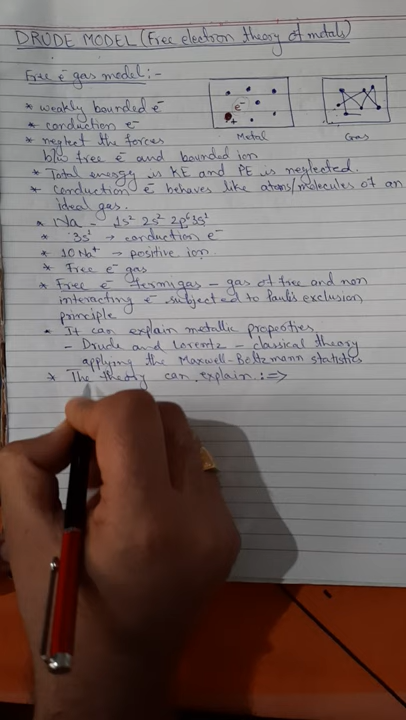 DRUDE MODEL (Free electron theory of metals)
Free e⁻ gas model :-
* weakly bounded e⁻
* conduction e⁻
* neglect the forces
b/w free e⁻ and bounded ion
e⁻
+
Metal
Gas
* Total energy is KE and PE is neglected.
* conduction e⁻ behaves like atoms/molecules of an
Ideal gas.
* Na - 1s² 2s² 2p⁶ 3s¹
* 3s¹ → conduction e⁻
* 10 Na⁺ → positive ion
* Free e⁻ gas
* Free e⁻ fermi gas - gas of free and non
interacting e⁻ subjected to Pauli's exclusion
principle
* It can explain metallic propeties
- Drude and Lorentz - classical theory
applying the Maxwell-Boltzmann statistics
* The theory can explain :=>